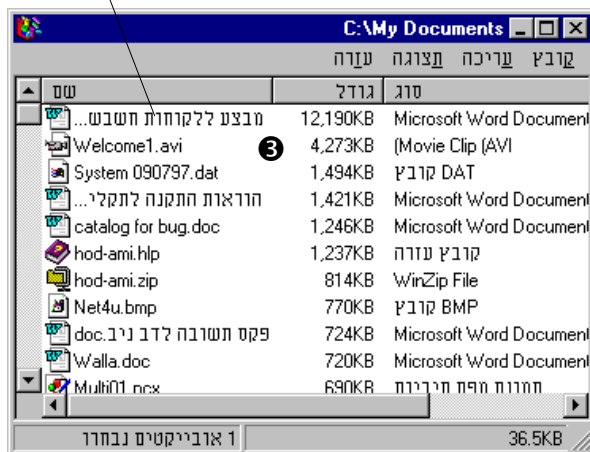 C:\My Documents
קובץ עריכה תצוגה עזרה
שם גודל סוג
מבצע ללקוחות חשבש... 12,190KB Microsoft Word Document
Welcome1.avi 4,273KB (Movie Clip (AVI
❸
System 090797.dat 1,494KB קובץ DAT
הוראות התקנה לתקלי... 1,421KB Microsoft Word Document
catalog for bug.doc 1,246KB Microsoft Word Document
hod-ami.hlp 1,237KB קובץ עזרה
hod-ami.zip 814KB WinZip File
Net4u.bmp 770KB קובץ BMP
פקס תשובה לדב ניב.doc 724KB Microsoft Word Document
Walla.doc 720KB Microsoft Word Document
Multi01.pcx 690KB תמונת מפת סיביות
1 אובייקטים נבחרו 36.5KB